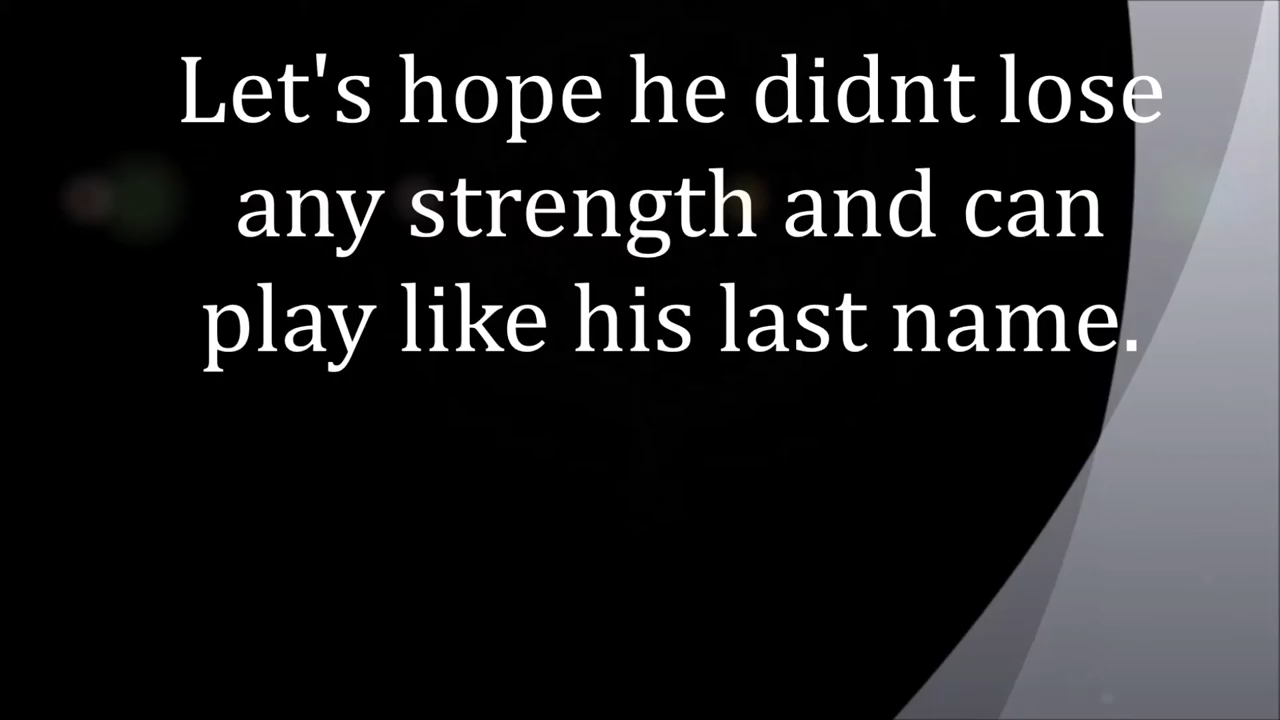 Let's hope he didnt lose
any strength and can
play like his last name.